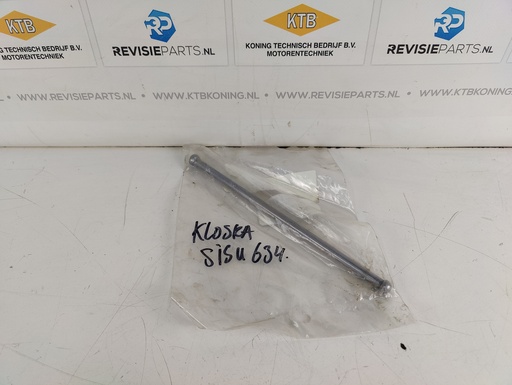 KTB
KONING TECHNISCH BEDRIJF B.V.
MOTORENTECHNIEK
REVISIEPARTS.NL
KTB
KONING TECHNISCH BEDRIJF B.V.
MOTORENTECHNIEK
REVISIEPARTS.NL
WWW.REVISIEPARTS.NL
WWW.KTBKONING.NL
WWW.REVISIEPARTS.NL
WWW.KTBKONING.NL
KLOSKA
SISU 634.